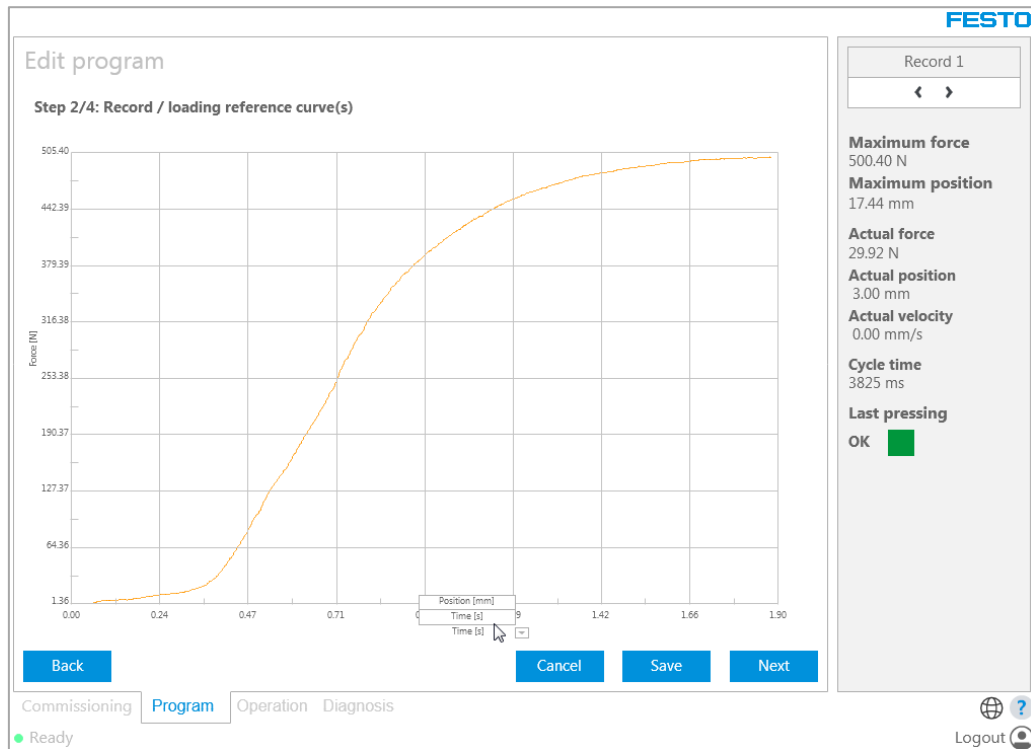 FESTO
Edit program
Step 2/4: Record / loading reference curve(s)
505.40
442.39
379.39
316.38
253.38
190.37
127.37
64.36
1.36
Force [N]
0.00 0.24 0.47 0.71 1.42 1.66 1.90
Position [mm]
Time [s]
Time [s]
Back Cancel Save Next
Record 1
Maximum force
500.40 N
Maximum position
17.44 mm
Actual force
29.92 N
Actual position
3.00 mm
Actual velocity
0.00 mm/s
Cycle time
3825 ms
Last pressing
OK
Commissioning Program Operation Diagnosis
?
Ready
Logout